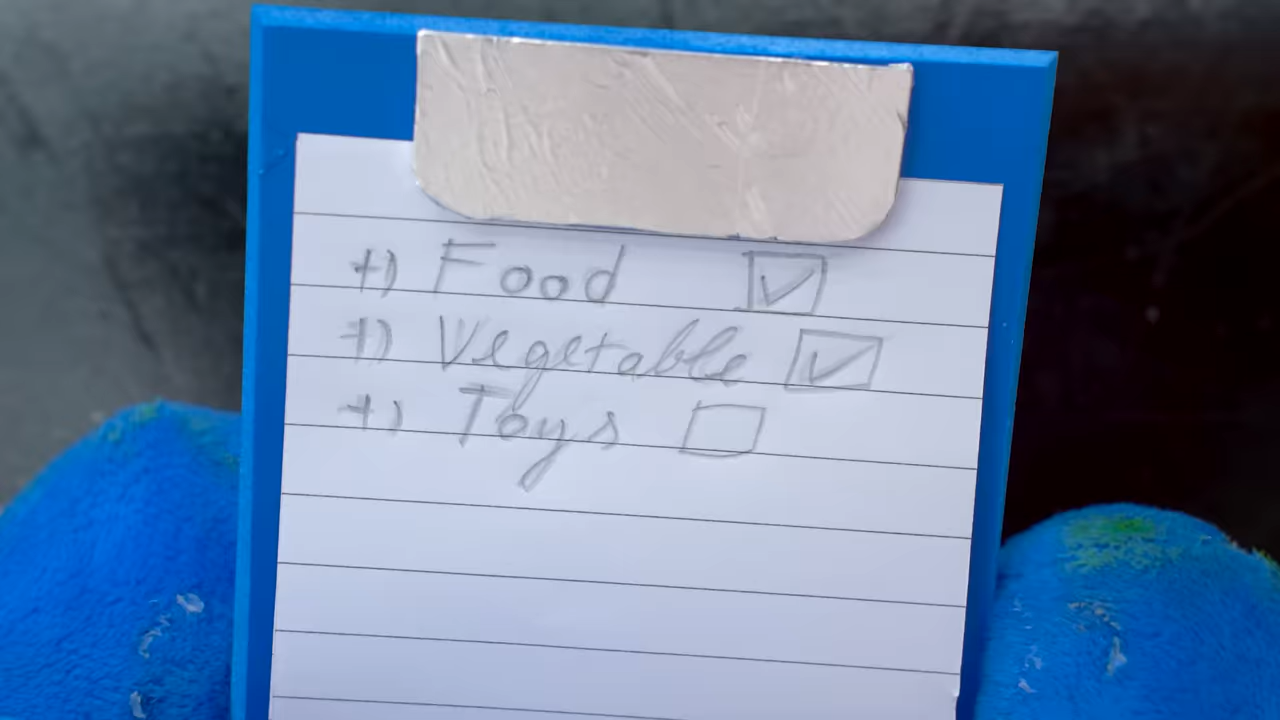 +) Food ☑
+) Vegetable ☑
+) Toys ☐